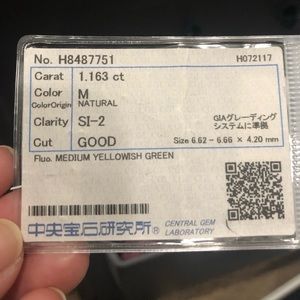 No. H8487751 H072117
Carat 1.163 ct
Color M
ColorOrigin NATURAL
Clarity SI-2 GIAグレーディング
システムに準拠
Cut GOOD Size 6.62 - 6.66 × 4.20 mm
Fluo. MEDIUM YELLOWISH GREEN
中央宝石研究所® CENTRAL GEM
LABORATORY